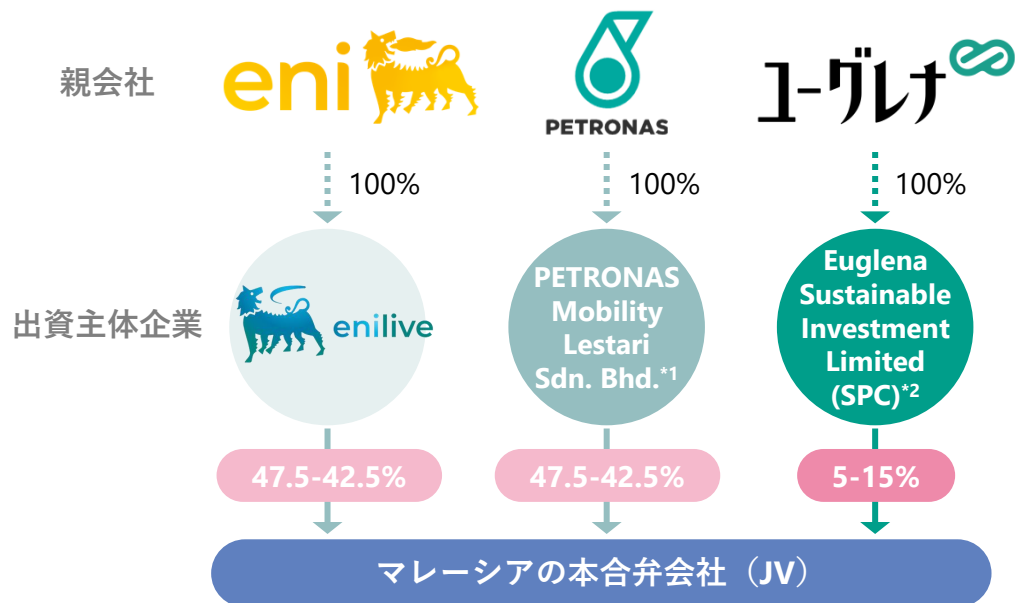 親会社
eni
PETRONAS
ユーグレナ
100%
100%
100%
出資主体企業
enilive
PETRONAS
Mobility
Lestari
Sdn. Bhd.*1
Euglena
Sustainable
Investment
Limited
(SPC)*2
47.5-42.5%
47.5-42.5%
5-15%
マレーシアの本合弁会社（JV）